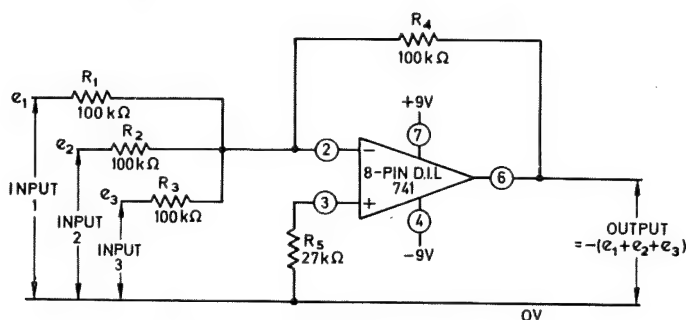 R4
100kΩ
R1
e1
100kΩ
+9V
R2
e2
100kΩ
7
2
−
8-PIN D.I.L
741
6
INPUT
1
R3
e3
100kΩ
3
+
INPUT
2
4
−9V
INPUT
3
R5
27kΩ
OUTPUT
=−(e1+e2+e3)
0V